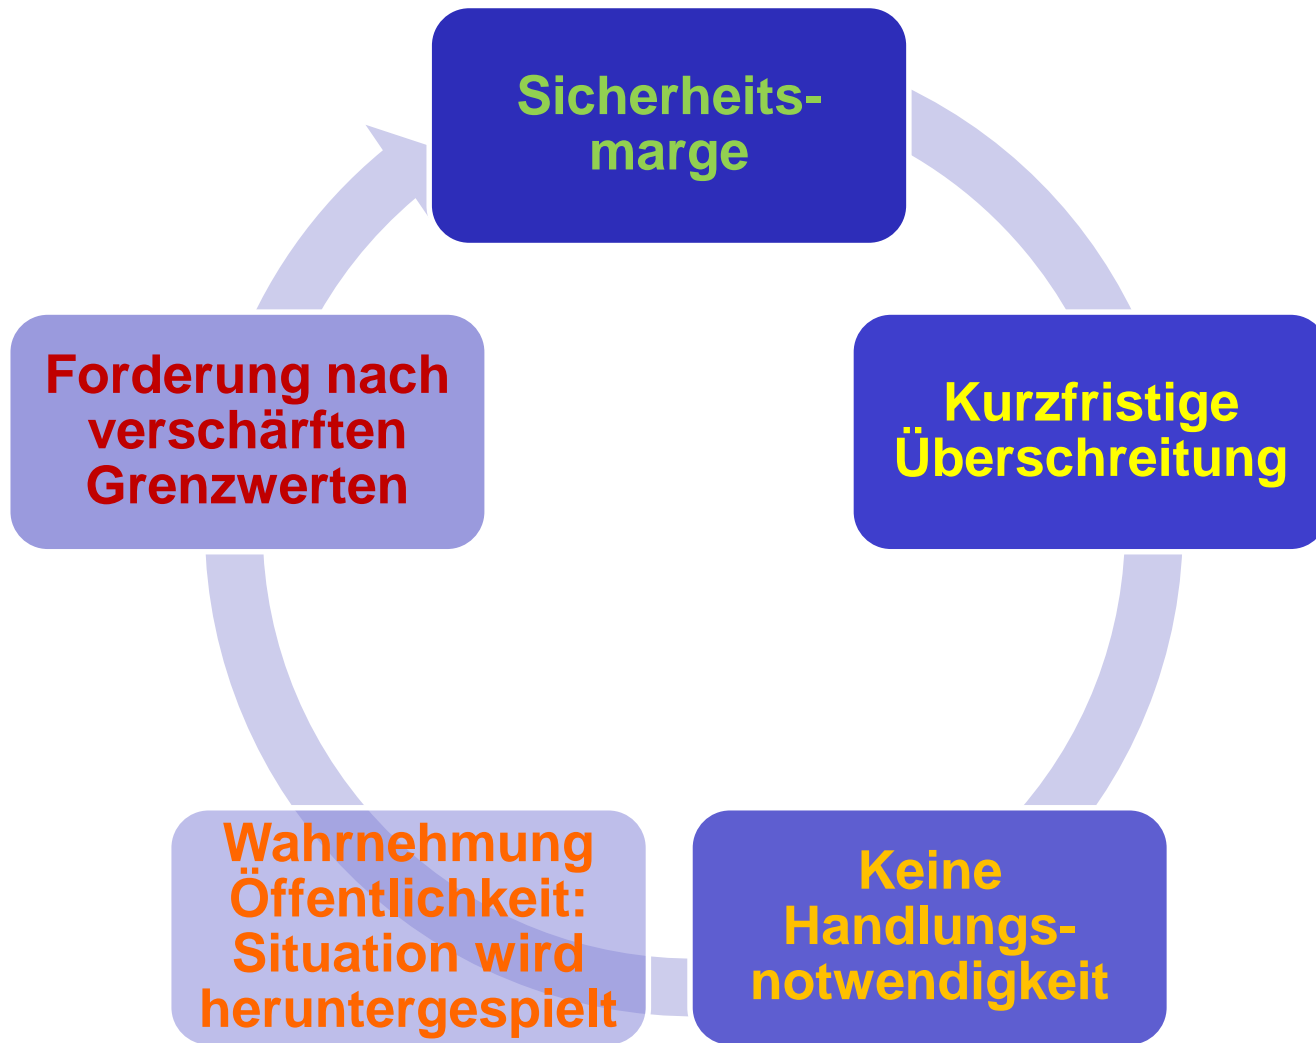 Sicherheits-
marge
Kurzfristige
Überschreitung
Keine
Handlungs-
notwendigkeit
Wahrnehmung
Öffentlichkeit:
Situation wird
heruntergespielt
Forderung nach
verschärften
Grenzwerten